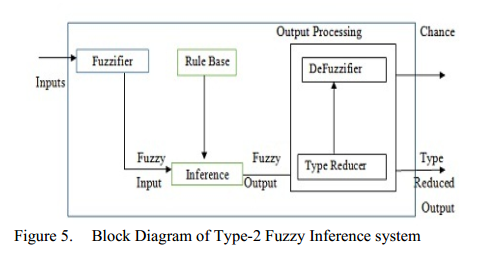 Output Processing
Chance
Fuzzifier
Rule Base
DeFuzzifier
Inputs
Fuzzy
Input
Inference
Fuzzy
Output
Type Reducer
Type
Reduced
Output
Figure 5. Block Diagram of Type-2 Fuzzy Inference system